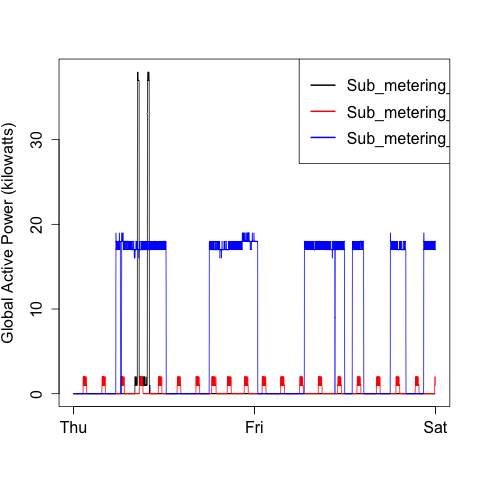 Sub_metering_
Sub_metering_
Sub_metering_
Global Active Power (kilowatts)
30
20
10
0
Thu Fri Sat